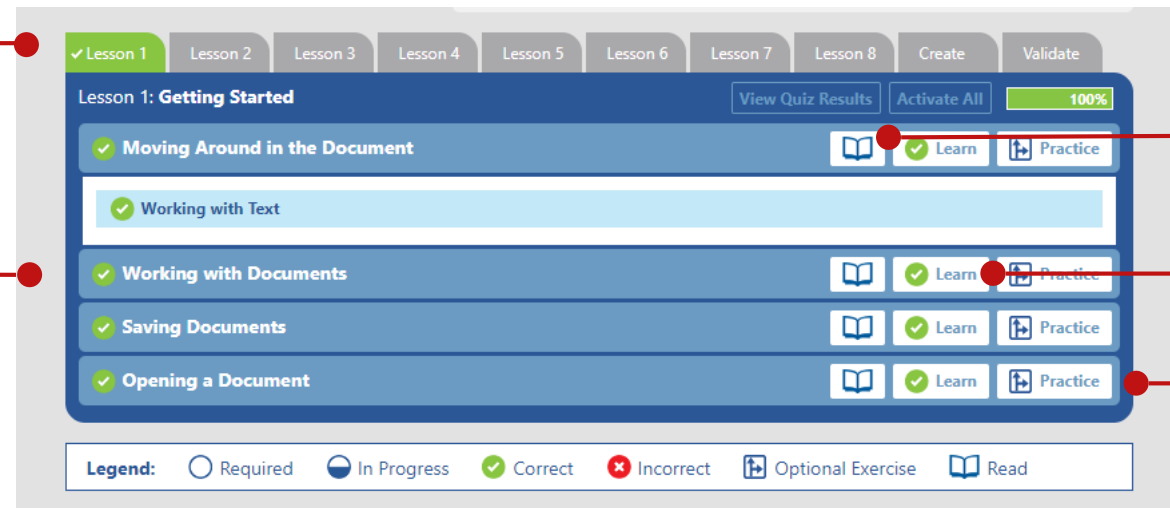 Lesson 1 Lesson 2 Lesson 3 Lesson 4 Lesson 5 Lesson 6 Lesson 7 Lesson 8 Create Validate
Lesson 1: Getting Started View Quiz Results Activate All 100%
Moving Around in the Document Learn Practice
Working with Text
Working with Documents Learn Practice
Saving Documents Learn Practice
Opening a Document Learn Practice
Legend: Required In Progress Correct Incorrect Optional Exercise Read